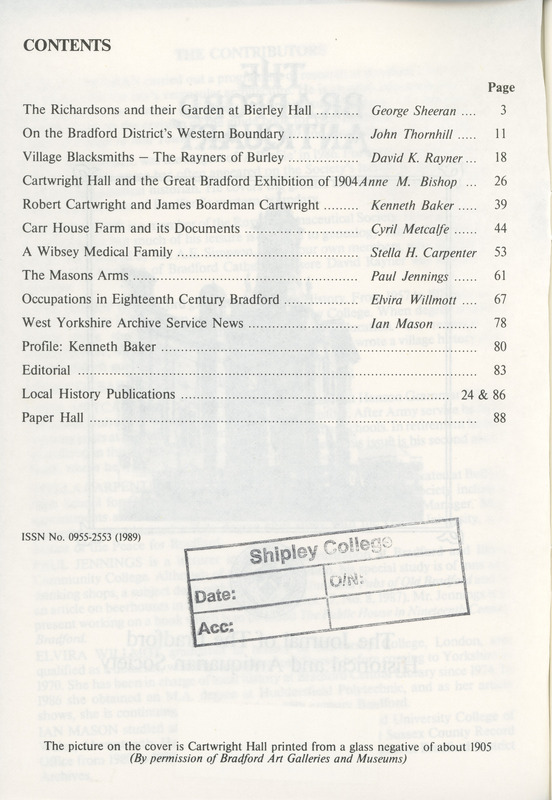 CONTENTS
Page
The Richardsons and their Garden at Bierley Hall ........... George Sheeran .... 3
On the Bradford District's Western Boundary .................. John Thornhill ..... 11
Village Blacksmiths — The Rayners of Burley .................. David K. Rayner ... 18
Cartwright Hall and the Great Bradford Exhibition of 1904 Anne M. Bishop ... 26
Robert Cartwright and James Boardman Cartwright ......... Kenneth Baker ..... 39
Carr House Farm and its Documents ............................. Cyril Metcalfe ...... 44
A Wibsey Medical Family ............................................... Stella H. Carpenter 53
The Masons Arms .......................................................... Paul Jennings ...... 61
Occupations in Eighteenth Century Bradford ................... Elvira Willmott .... 67
West Yorkshire Archive Service News ............................ Ian Mason .......... 78
Profile: Kenneth Baker ................................................................................ 80
Editorial ..................................................................................................... 83
Local History Publications .......................................................................... 24 & 86
Paper Hall .................................................................................................. 88
ISSN No. 0955-2553 (1989)
Shipley College
Date: O/N:
Acc:
The picture on the cover is Cartwright Hall printed from a glass negative of about 1905
(By permission of Bradford Art Galleries and Museums)